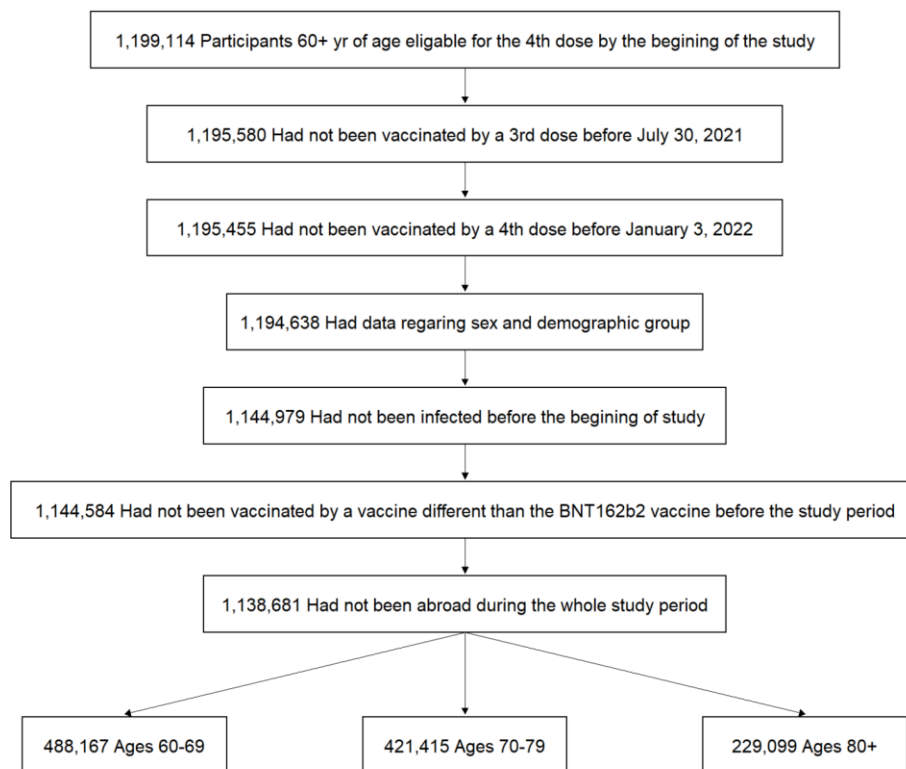 1,199,114 Participants 60+ yr of age eligable for the 4th dose by the begining of the study
1,195,580 Had not been vaccinated by a 3rd dose before July 30, 2021
1,195,455 Had not been vaccinated by a 4th dose before January 3, 2022
1,194,638 Had data regaring sex and demographic group
1,144,979 Had not been infected before the begining of study
1,144,584 Had not been vaccinated by a vaccine different than the BNT162b2 vaccine before the study period
1,138,681 Had not been abroad during the whole study period
488,167 Ages 60-69
421,415 Ages 70-79
229,099 Ages 80+